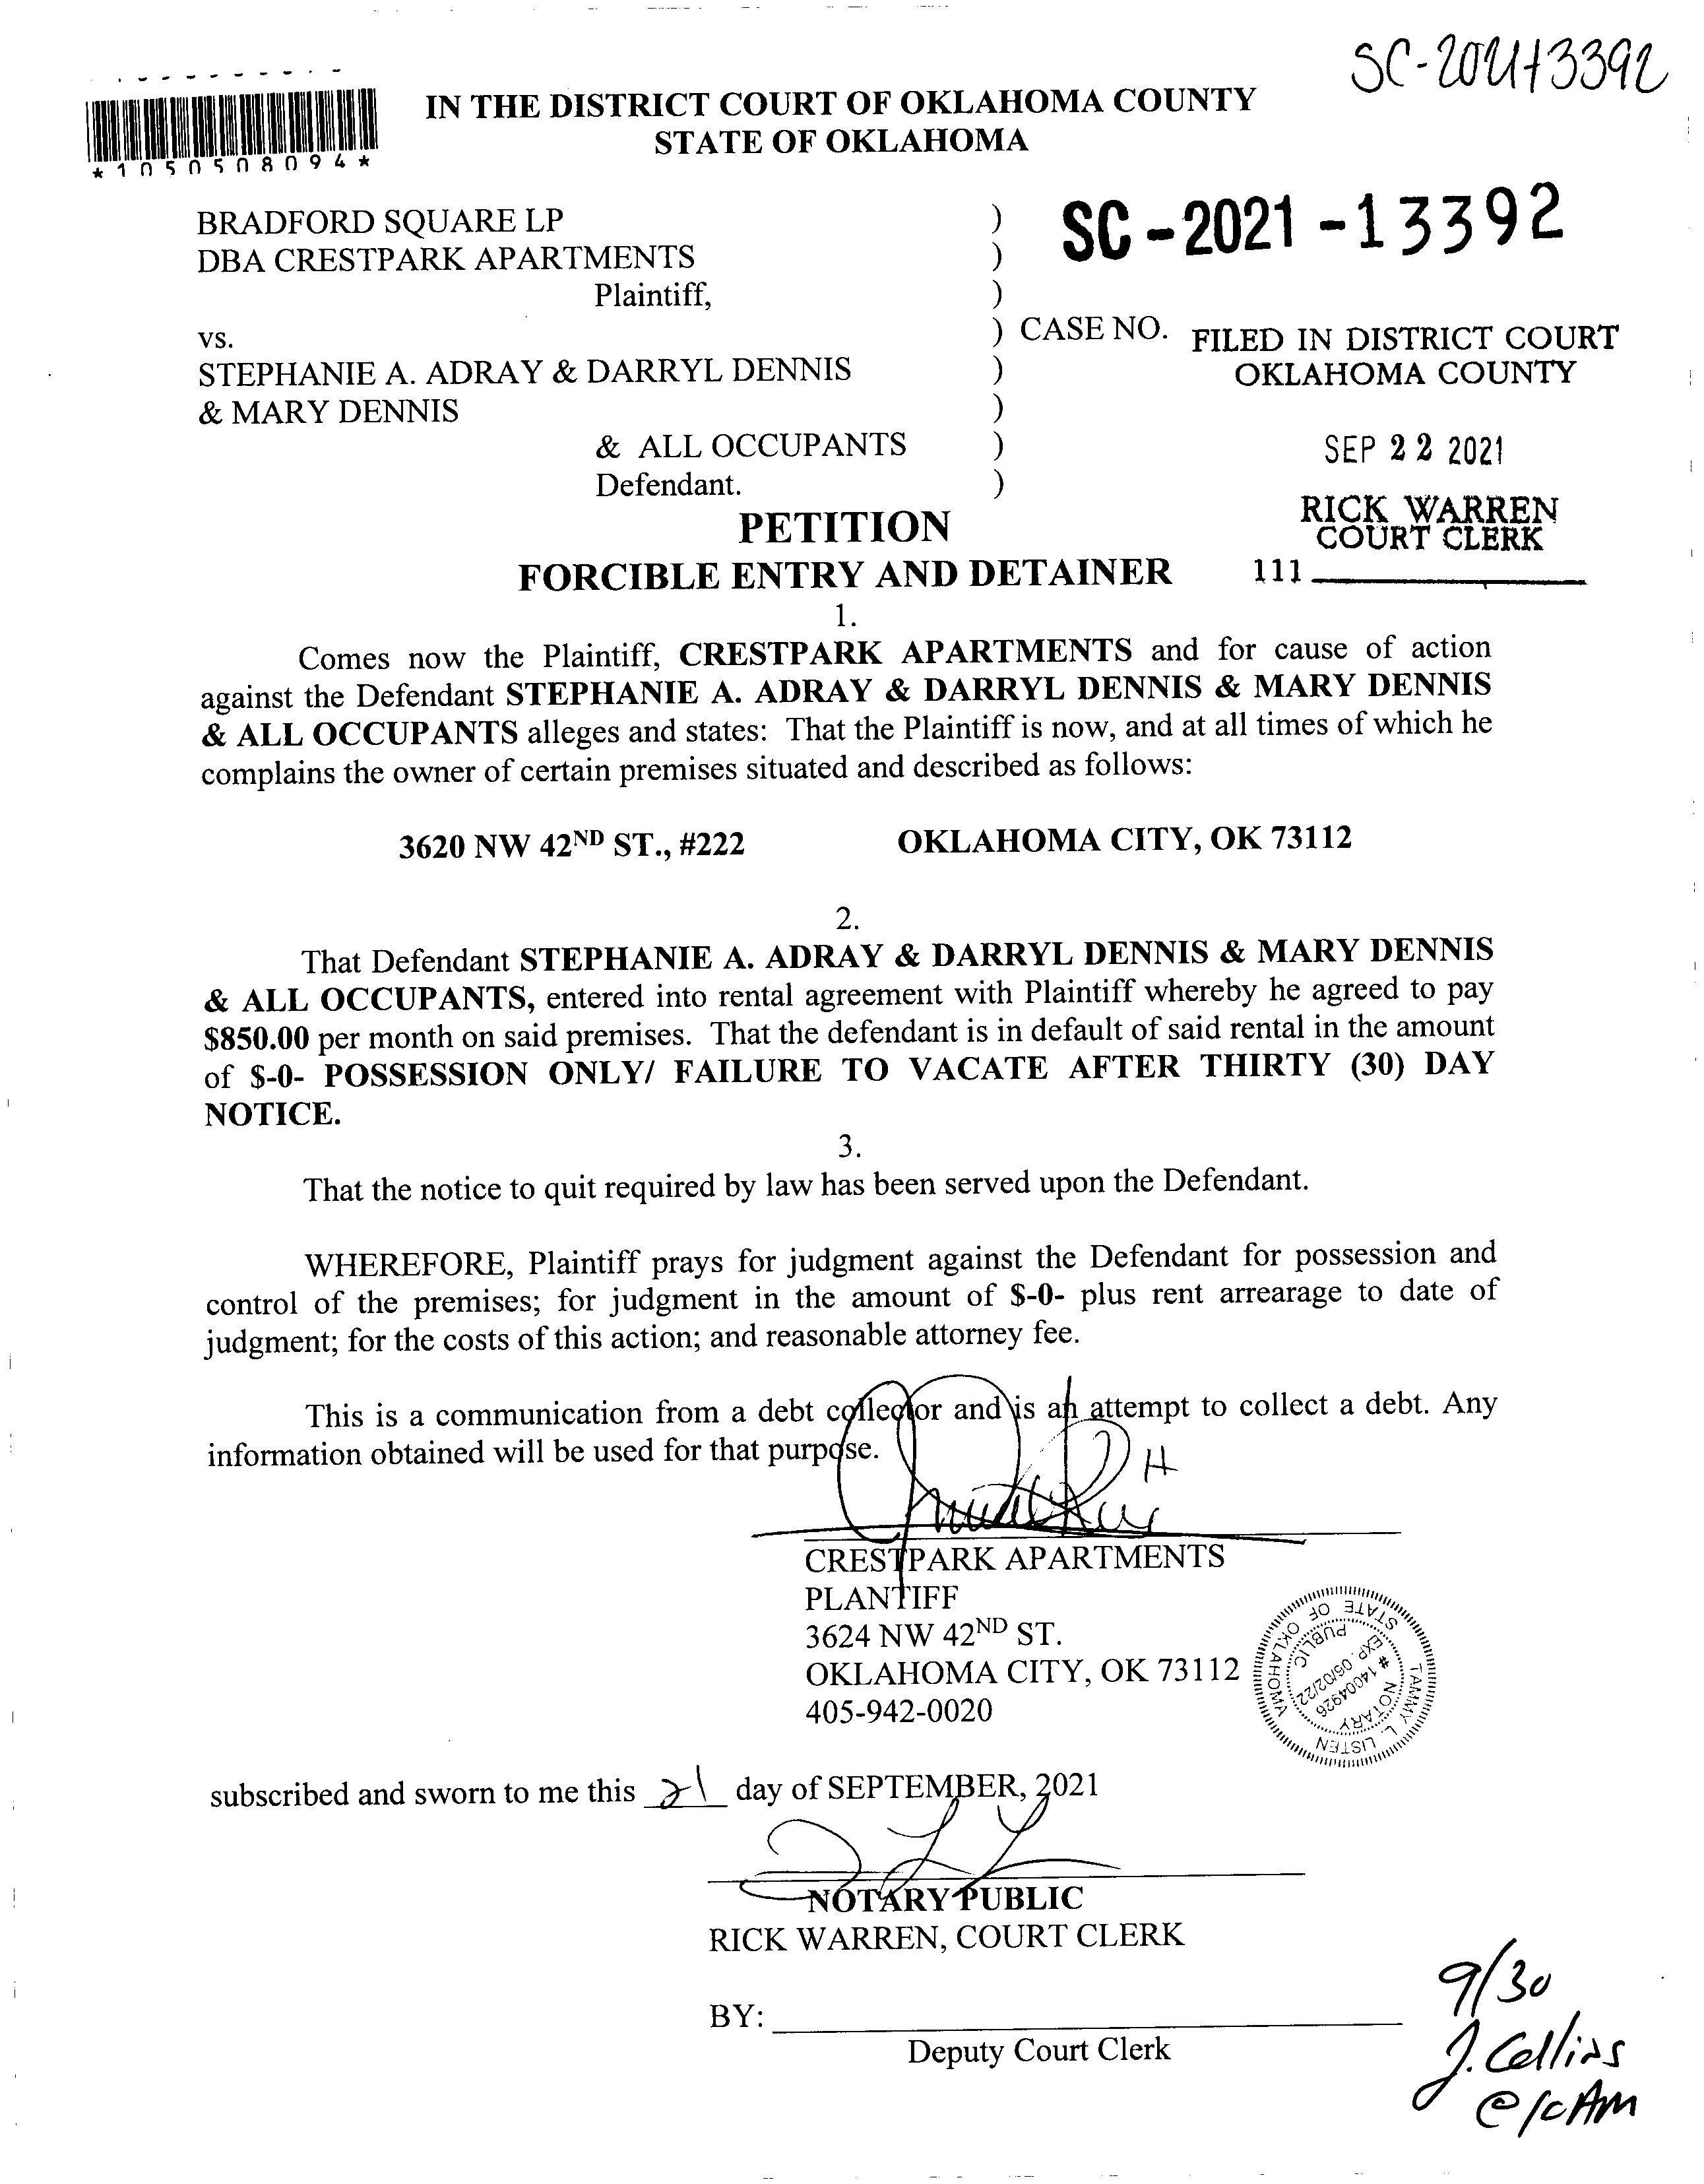 SC-2021-13392
*1050508094*
IN THE DISTRICT COURT OF OKLAHOMA COUNTY
STATE OF OKLAHOMA
BRADFORD SQUARE LP )
DBA CRESTPARK APARTMENTS )
Plaintiff, )
SC-2021-13392
vs. ) CASE NO.
STEPHANIE A. ADRAY & DARRYL DENNIS )
& MARY DENNIS )
& ALL OCCUPANTS )
Defendant. )
FILED IN DISTRICT COURT
OKLAHOMA COUNTY
SEP 22 2021
RICK WARREN
COURT CLERK
111
PETITION
FORCIBLE ENTRY AND DETAINER
1.
Comes now the Plaintiff, CRESTPARK APARTMENTS and for cause of action
against the Defendant STEPHANIE A. ADRAY & DARRYL DENNIS & MARY DENNIS
& ALL OCCUPANTS alleges and states: That the Plaintiff is now, and at all times of which he
complains the owner of certain premises situated and described as follows:
3620 NW 42ND ST., #222 OKLAHOMA CITY, OK 73112
2.
That Defendant STEPHANIE A. ADRAY & DARRYL DENNIS & MARY DENNIS
& ALL OCCUPANTS, entered into rental agreement with Plaintiff whereby he agreed to pay
$850.00 per month on said premises. That the defendant is in default of said rental in the amount
of $-0- POSSESSION ONLY/ FAILURE TO VACATE AFTER THIRTY (30) DAY
NOTICE.
3.
That the notice to quit required by law has been served upon the Defendant.
WHEREFORE, Plaintiff prays for judgment against the Defendant for possession and
control of the premises; for judgment in the amount of $-0- plus rent arrearage to date of
judgment; for the costs of this action; and reasonable attorney fee.
This is a communication from a debt collector and is an attempt to collect a debt. Any
information obtained will be used for that purpose.
CRESTPARK APARTMENTS
PLANTIFF
3624 NW 42ND ST.
OKLAHOMA CITY, OK 73112
405-942-0020
TAMMY L. LISTEN
STATE OF OKLAHOMA
NOTARY PUBLIC
# 14004926
EXP. 06/02/22
subscribed and sworn to me this 21 day of SEPTEMBER, 2021
NOTARY PUBLIC
RICK WARREN, COURT CLERK
BY:
Deputy Court Clerk
9/30
J. Collins
@ AM